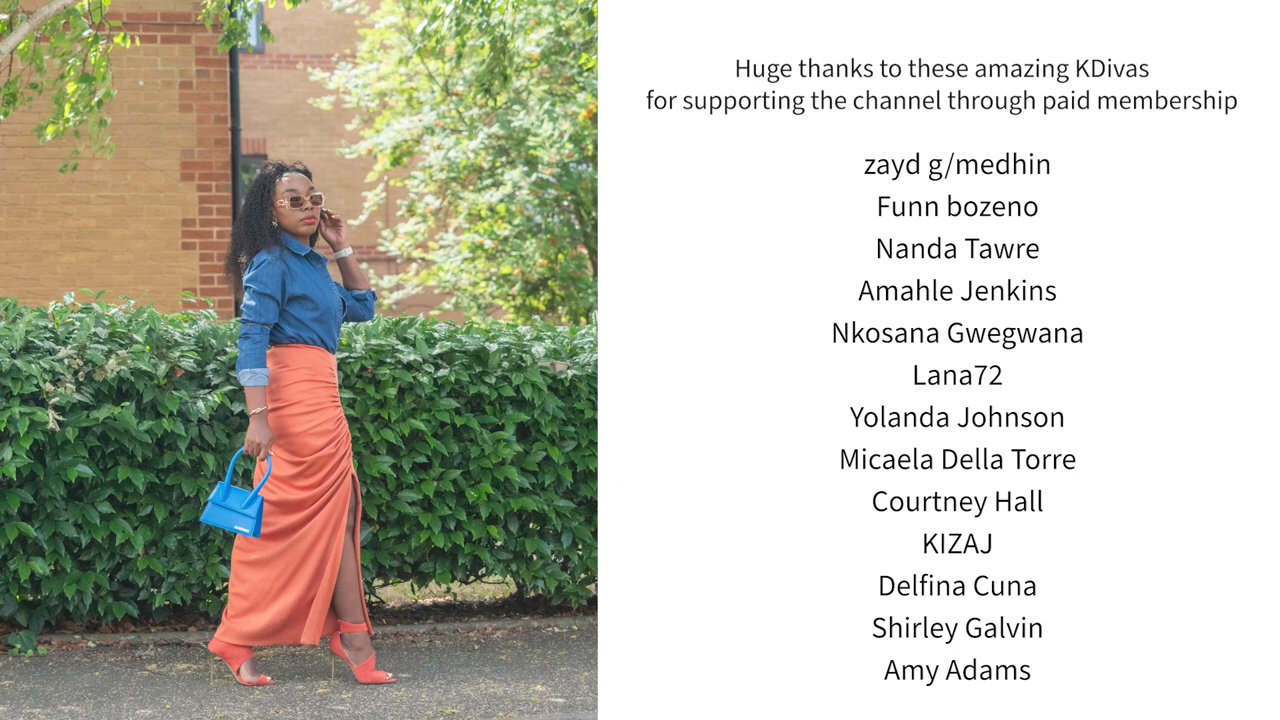 Huge thanks to these amazing KDivas
for supporting the channel through paid membership
zayd g/medhin
Funn bozeno
Nanda Tawre
Amahle Jenkins
Nkosana Gwegwana
Lana72
Yolanda Johnson
Micaela Della Torre
Courtney Hall
KIZAJ
Delfina Cuna
Shirley Galvin
Amy Adams